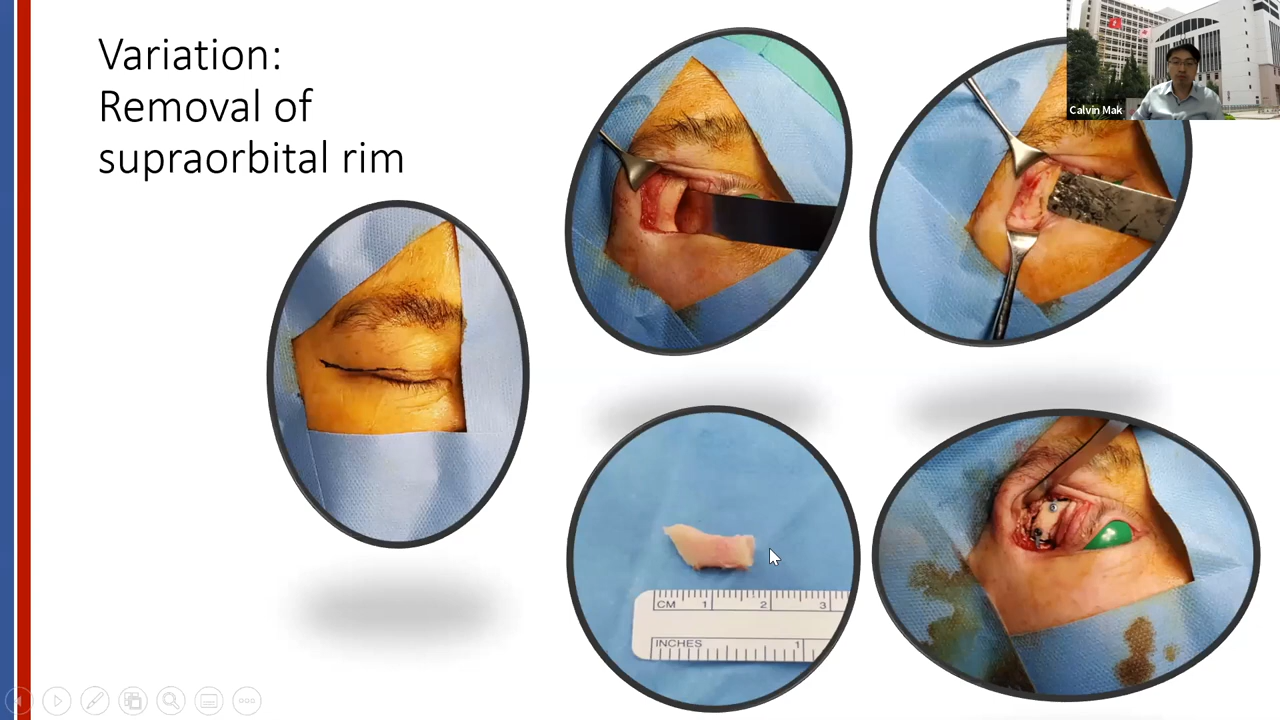 Variation:
Removal of
supraorbital rim
Calvin Mak
CM 1 2 3
INCHES 1